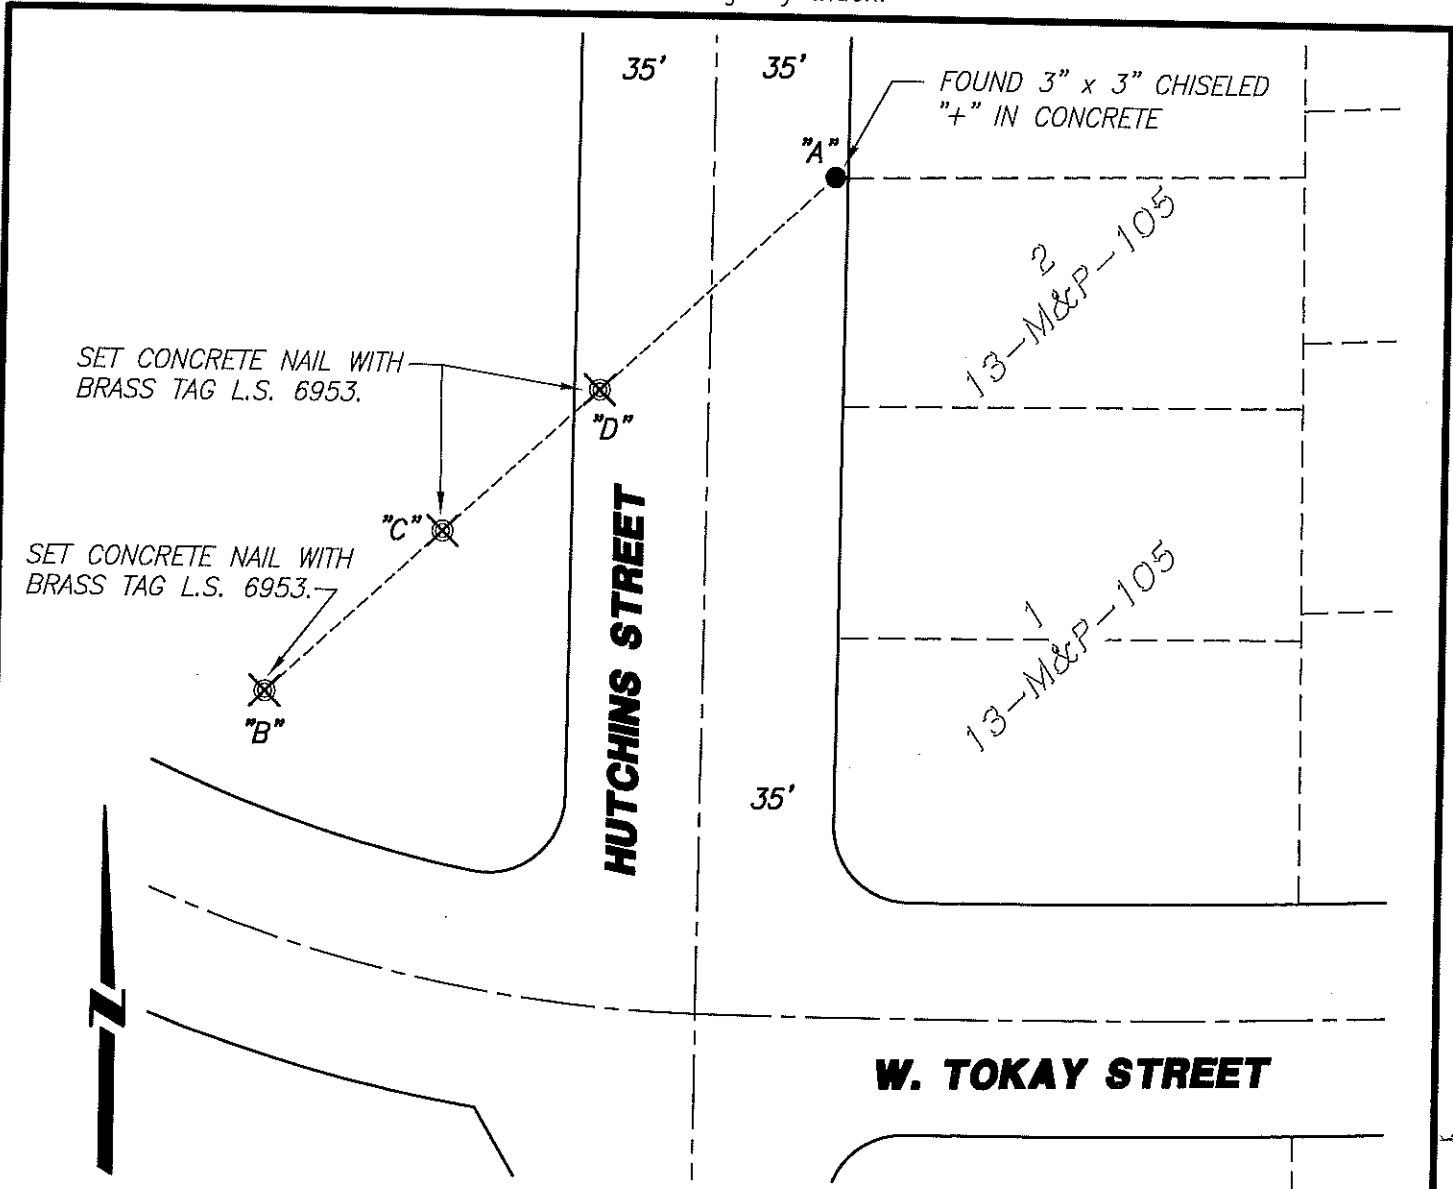 35'
35'
FOUND 3" x 3" CHISELED
"+" IN CONCRETE
"A"
2
13-M&P-105
SET CONCRETE NAIL WITH
BRASS TAG L.S. 6953.
"D"
"C"
HUTCHINS STREET
SET CONCRETE NAIL WITH
BRASS TAG L.S. 6953.
1
13-M&P-105
"B"
35'
W. TOKAY STREET